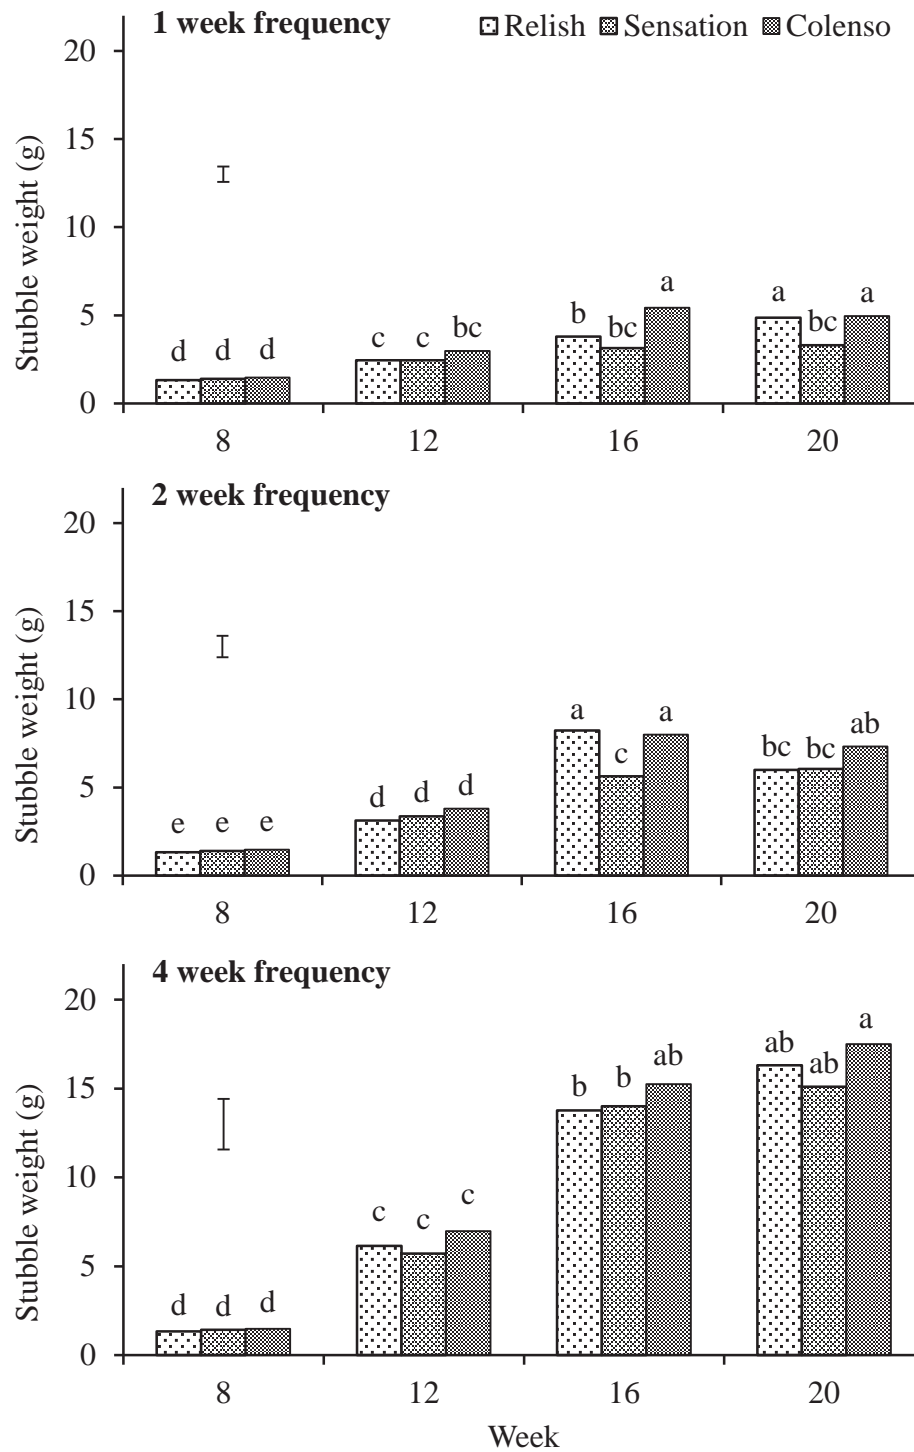 1 week frequency
Relish Sensation Colenso
20
15
10
5
0
Stubble weight (g)
d d d c c bc b bc a a bc a
8 12 16 20
2 week frequency
20
15
10
5
0
Stubble weight (g)
e e e d d d a c a bc bc ab
8 12 16 20
4 week frequency
20
15
10
5
0
Stubble weight (g)
d d d c c c b b ab ab ab a
8 12 16 20
Week